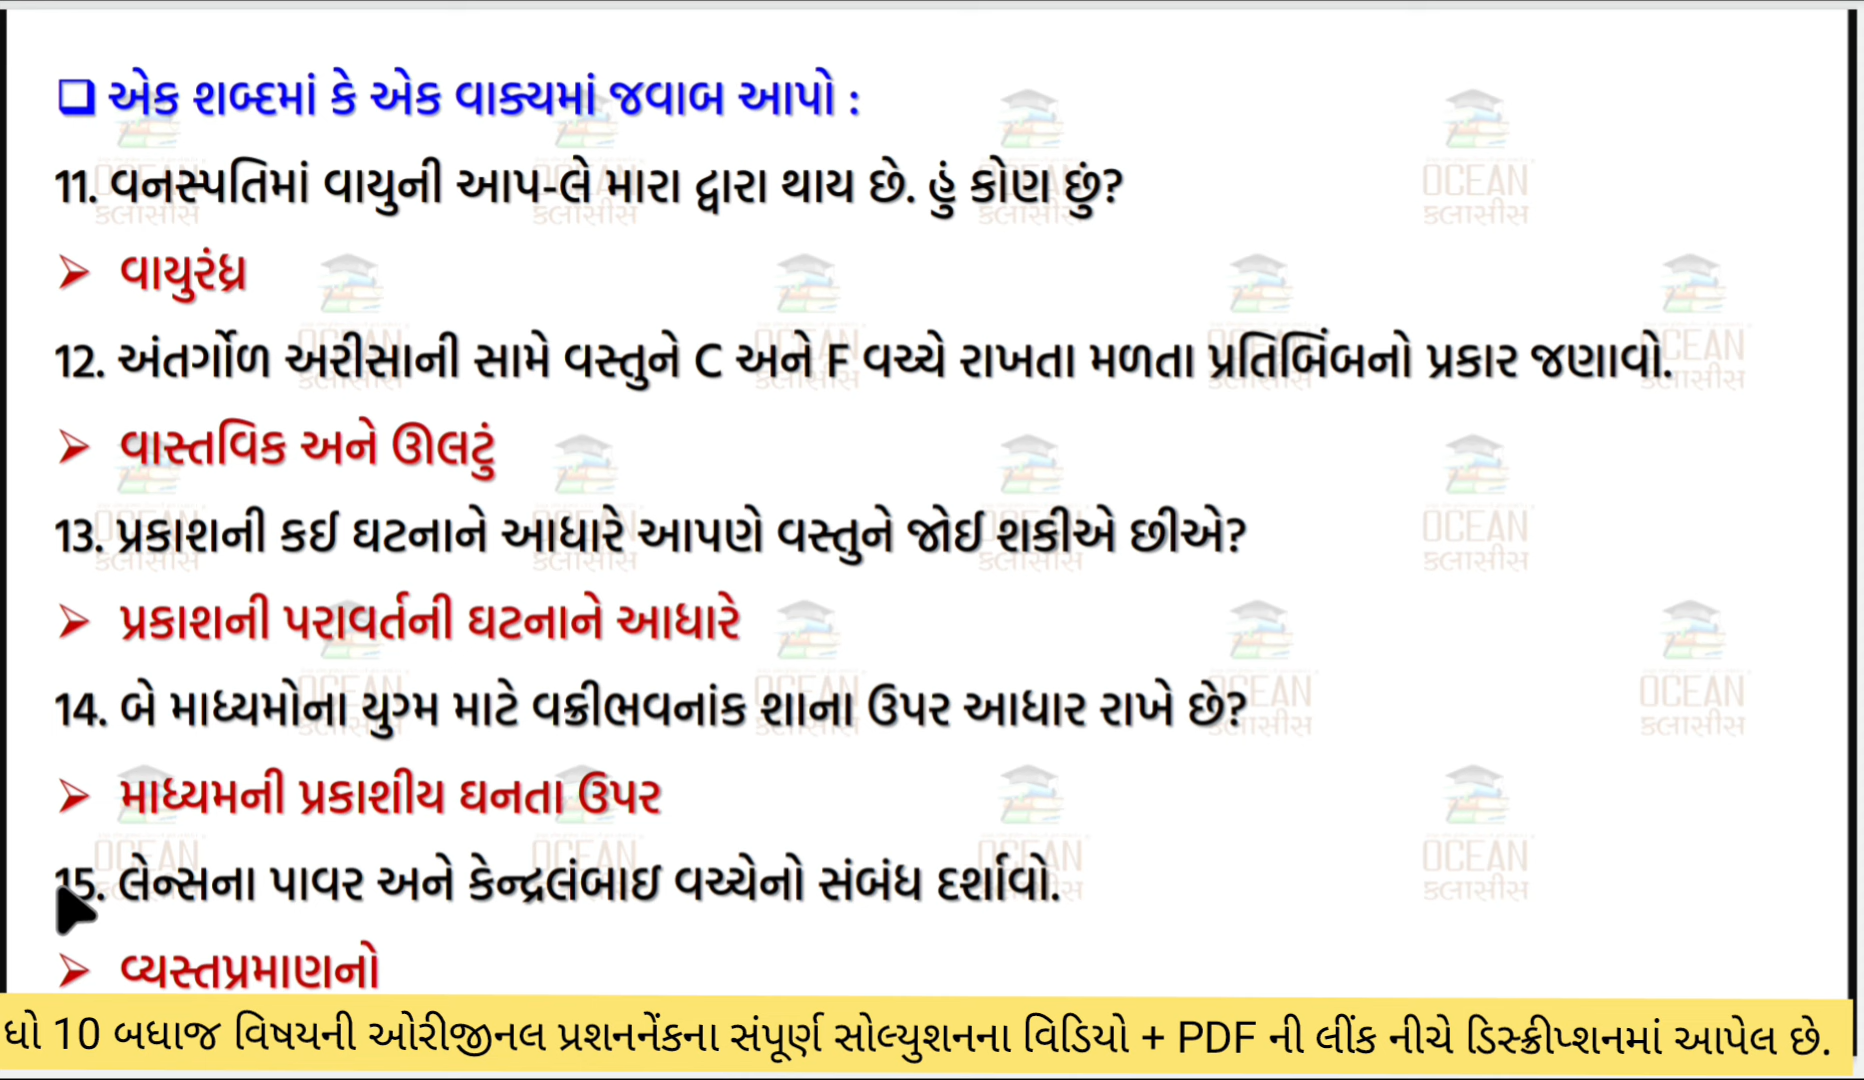 ❑ એક શબ્દમાં કે એક વાક્યમાં જવાબ આપો :
11. વનસ્પતિમાં વાયુની આપ-લે મારા દ્વારા થાય છે. હું કોણ છું?
➢ વાયુરંધ્ર
12. અંતર્ગોળ અરીસાની સામે વસ્તુને C અને F વચ્ચે રાખતા મળતા પ્રતિબિંબનો પ્રકાર જણાવો.
➢ વાસ્તવિક અને ઊલટું
13. પ્રકાશની કઈ ઘટનાને આધારે આપણે વસ્તુને જોઈ શકીએ છીએ?
➢ પ્રકાશની પરાવર્તની ઘટનાને આધારે
14. બે માધ્યમોના યુગ્મ માટે વક્રીભવનાંક શાના ઉપર આધાર રાખે છે?
➢ માધ્યમની પ્રકાશીય ઘનતા ઉપર
15. લેન્સના પાવર અને કેન્દ્રલંબાઇ વચ્ચેનો સંબંધ દર્શાવો.
➢ વ્યસ્તપ્રમાણનો
ધો 10 બધાજ વિષયની ઓરીજીનલ પ્રશનનેંકના સંપૂર્ણ સોલ્યુશનના વિડિયો + PDF ની લીંક નીચે ડિસ્ક્રીપ્શનમાં આપેલ છે.
OCEAN
ક્લાસીસ